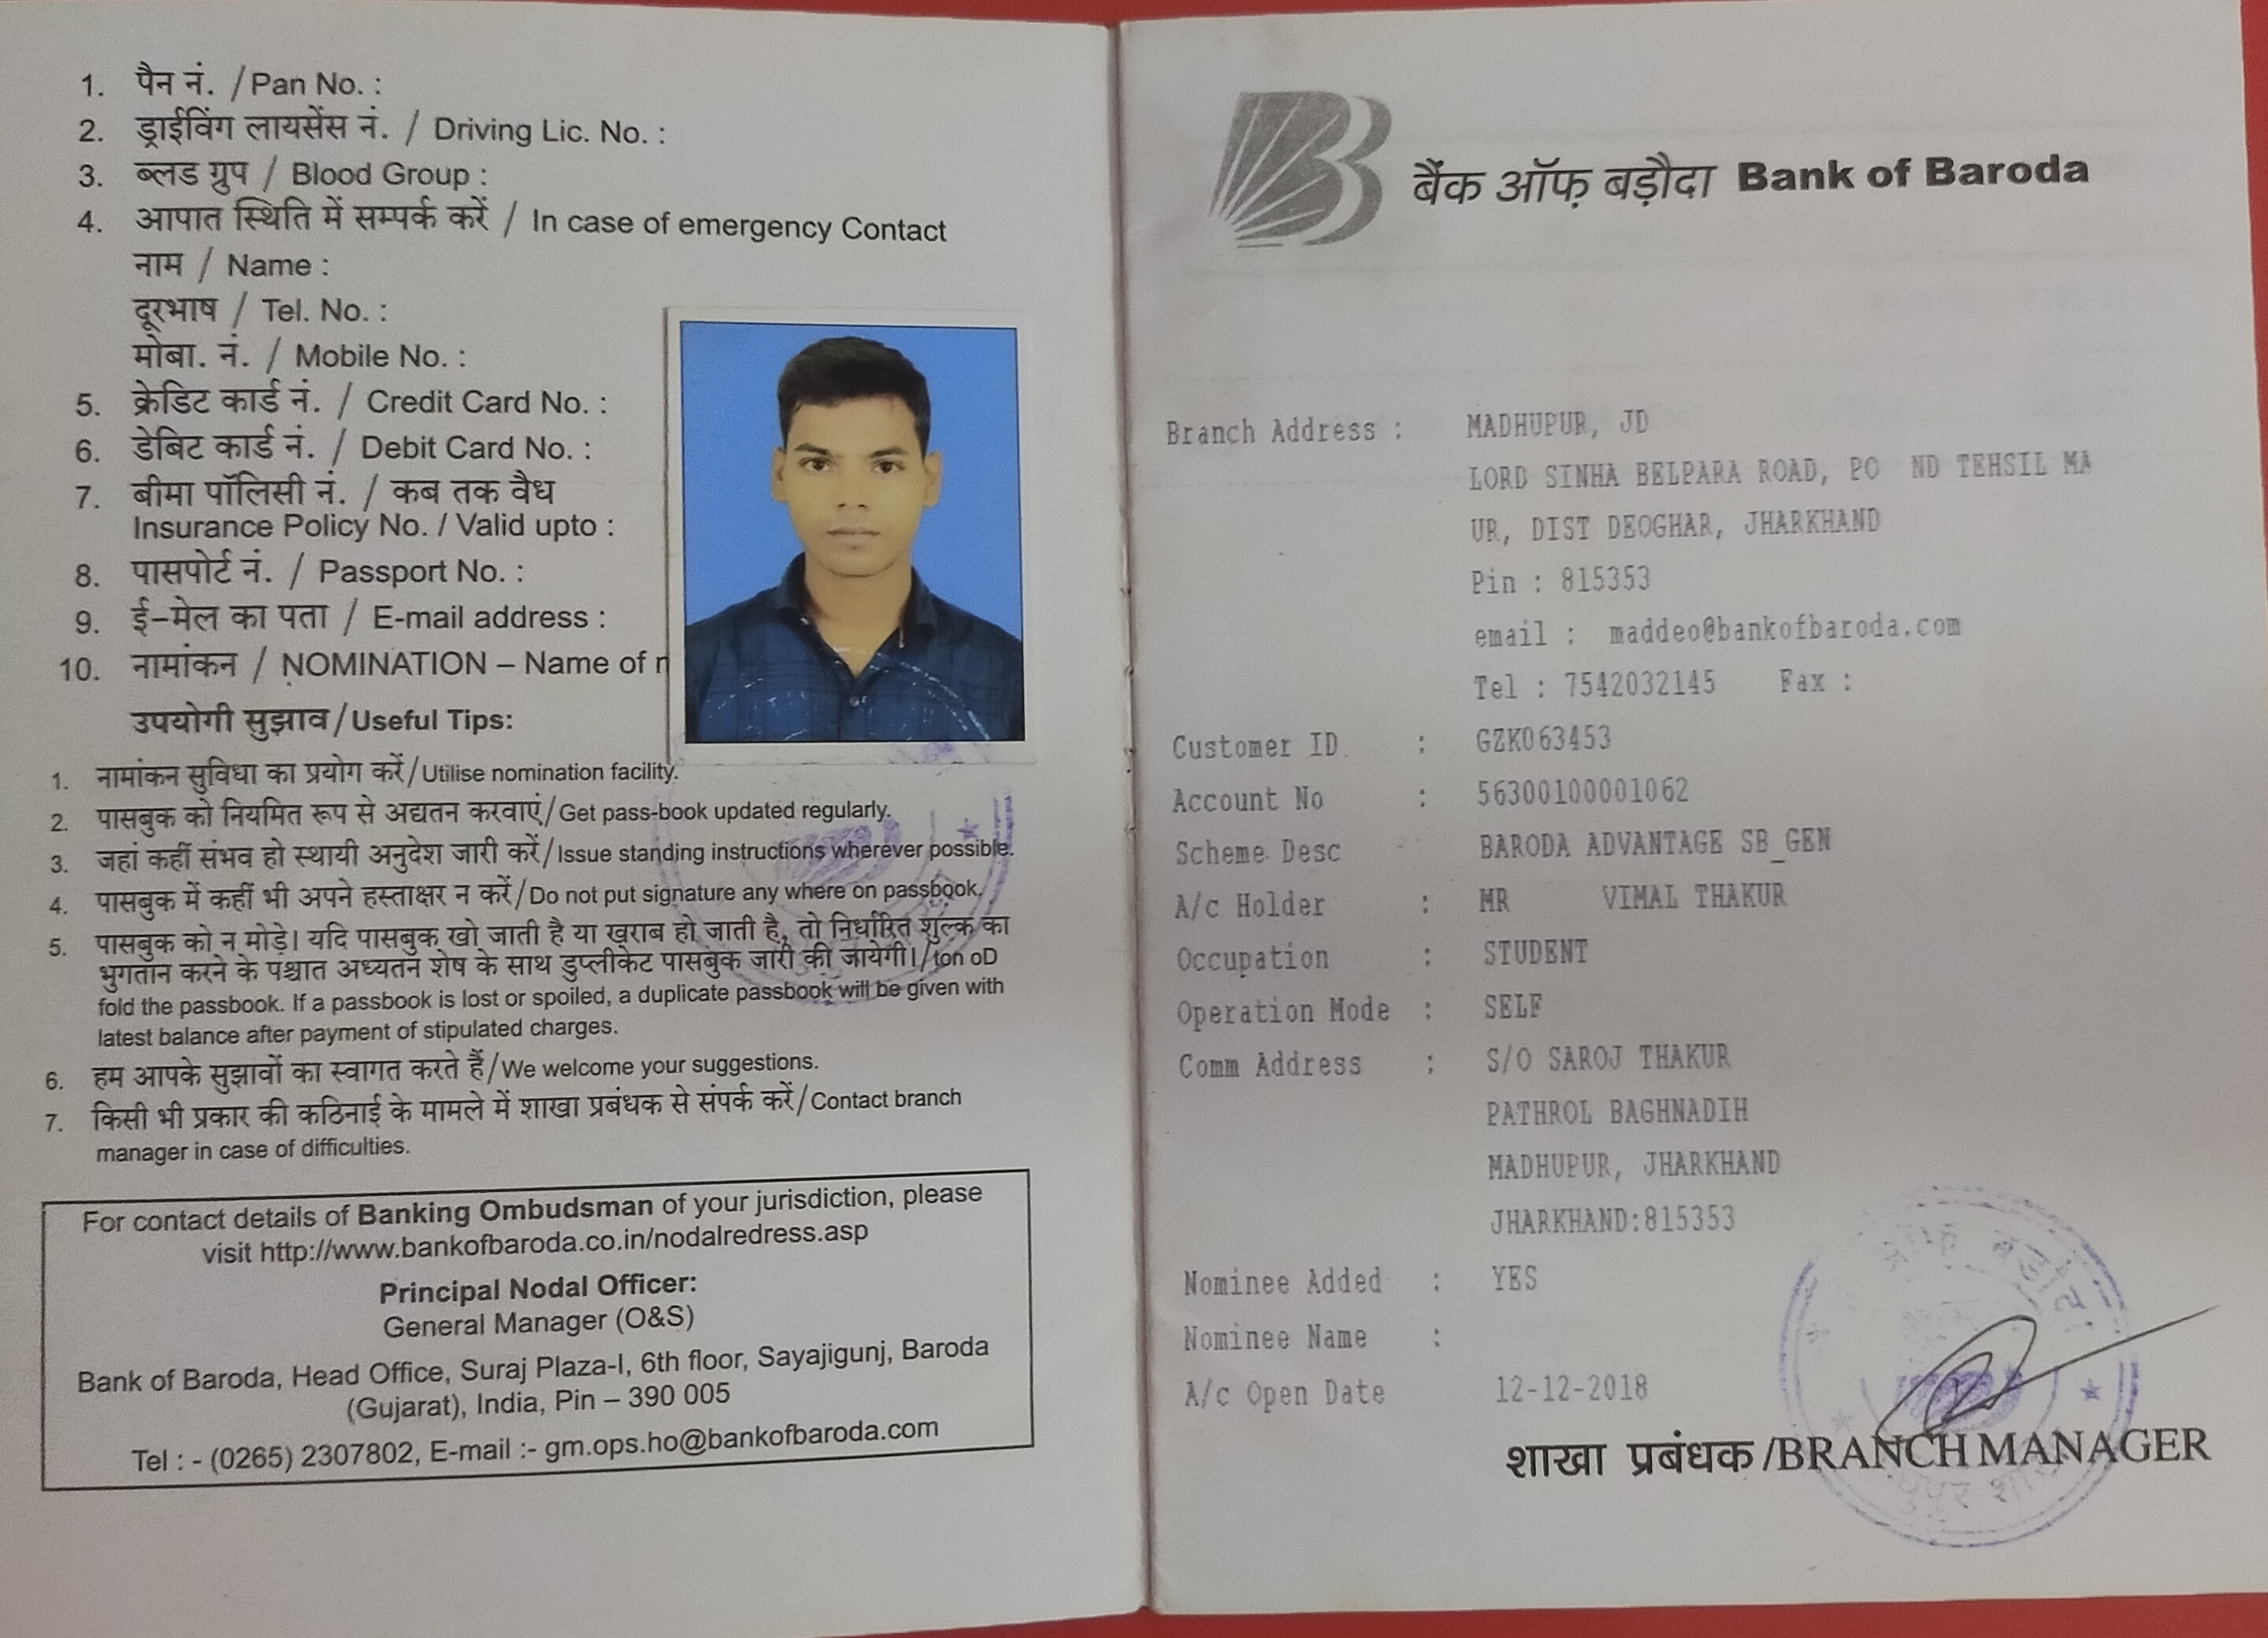 1. पैन नं. / Pan No. :
2. ड्राईविंग लायसेंस नं. / Driving Lic. No. :
3. ब्लड ग्रुप / Blood Group :
4. आपात स्थिति में सम्पर्क करें / In case of emergency Contact
नाम / Name :
दूरभाष / Tel. No. :
मोबा. नं. / Mobile No. :
5. क्रेडिट कार्ड नं. / Credit Card No. :
6. डेबिट कार्ड नं. / Debit Card No. :
7. बीमा पॉलिसी नं. / कब तक वैध
Insurance Policy No. / Valid upto :
8. पासपोर्ट नं. / Passport No. :
9. ई-मेल का पता / E-mail address :
10. नामांकन / NOMINATION – Name of
उपयोगी सुझाव/Useful Tips:
1. नामांकन सुविधा का प्रयोग करें/Utilise nomination facility.
2. पासबुक को नियमित रूप से अद्यतन करवाएं/Get pass-book updated regularly.
3. जहां कहीं संभव हो स्थायी अनुदेश जारी करें/Issue standing instructions wherever possible.
4. पासबुक में कहीं भी अपने हस्ताक्षर न करें/Do not put signature any where on passbook.
5. पासबुक को न मोड़े। यदि पासबुक खो जाती है या खराब हो जाती है, तो निर्धारित शुल्क का
भुगतान करने के पश्चात अध्यतन शेष के साथ डुप्लीकेट पासबुक जारी की जायेगी।/ton oD
fold the passbook. If a passbook is lost or spoiled, a duplicate passbook will be given with
latest balance after payment of stipulated charges.
6. हम आपके सुझावों का स्वागत करते हैं/We welcome your suggestions.
7. किसी भी प्रकार की कठिनाई के मामले में शाखा प्रबंधक से संपर्क करें/Contact branch
manager in case of difficulties.
For contact details of Banking Ombudsman of your jurisdiction, please
visit http://www.bankofbaroda.co.in/nodalredress.asp
Principal Nodal Officer:
General Manager (O&S)
Bank of Baroda, Head Office, Suraj Plaza-I, 6th floor, Sayajigunj, Baroda
(Gujarat), India, Pin – 390 005
Tel : - (0265) 2307802, E-mail :- gm.ops.ho@bankofbaroda.com
बैंक ऑफ़ बड़ौदा Bank of Baroda
Branch Address : MADHUPUR, JD
LORD SINHA BELPARA ROAD, PO ND TEHSIL MA
UR, DIST DEOGHAR, JHARKHAND
Pin : 815353
email : maddeo@bankofbaroda.com
Tel : 7542032145 Fax :
Customer ID : GZK063453
Account No : 56300100001062
Scheme Desc BARODA ADVANTAGE SB_GEN
A/c Holder : MR VIMAL THAKUR
Occupation : STUDENT
Operation Mode : SELF
Comm Address : S/O SAROJ THAKUR
PATHROL BAGHNADIH
MADHUPUR, JHARKHAND
JHARKHAND:815353
Nominee Added : YES
Nominee Name :
A/c Open Date 12-12-2018
शाखा प्रबंधक/BRANCH MANAGER